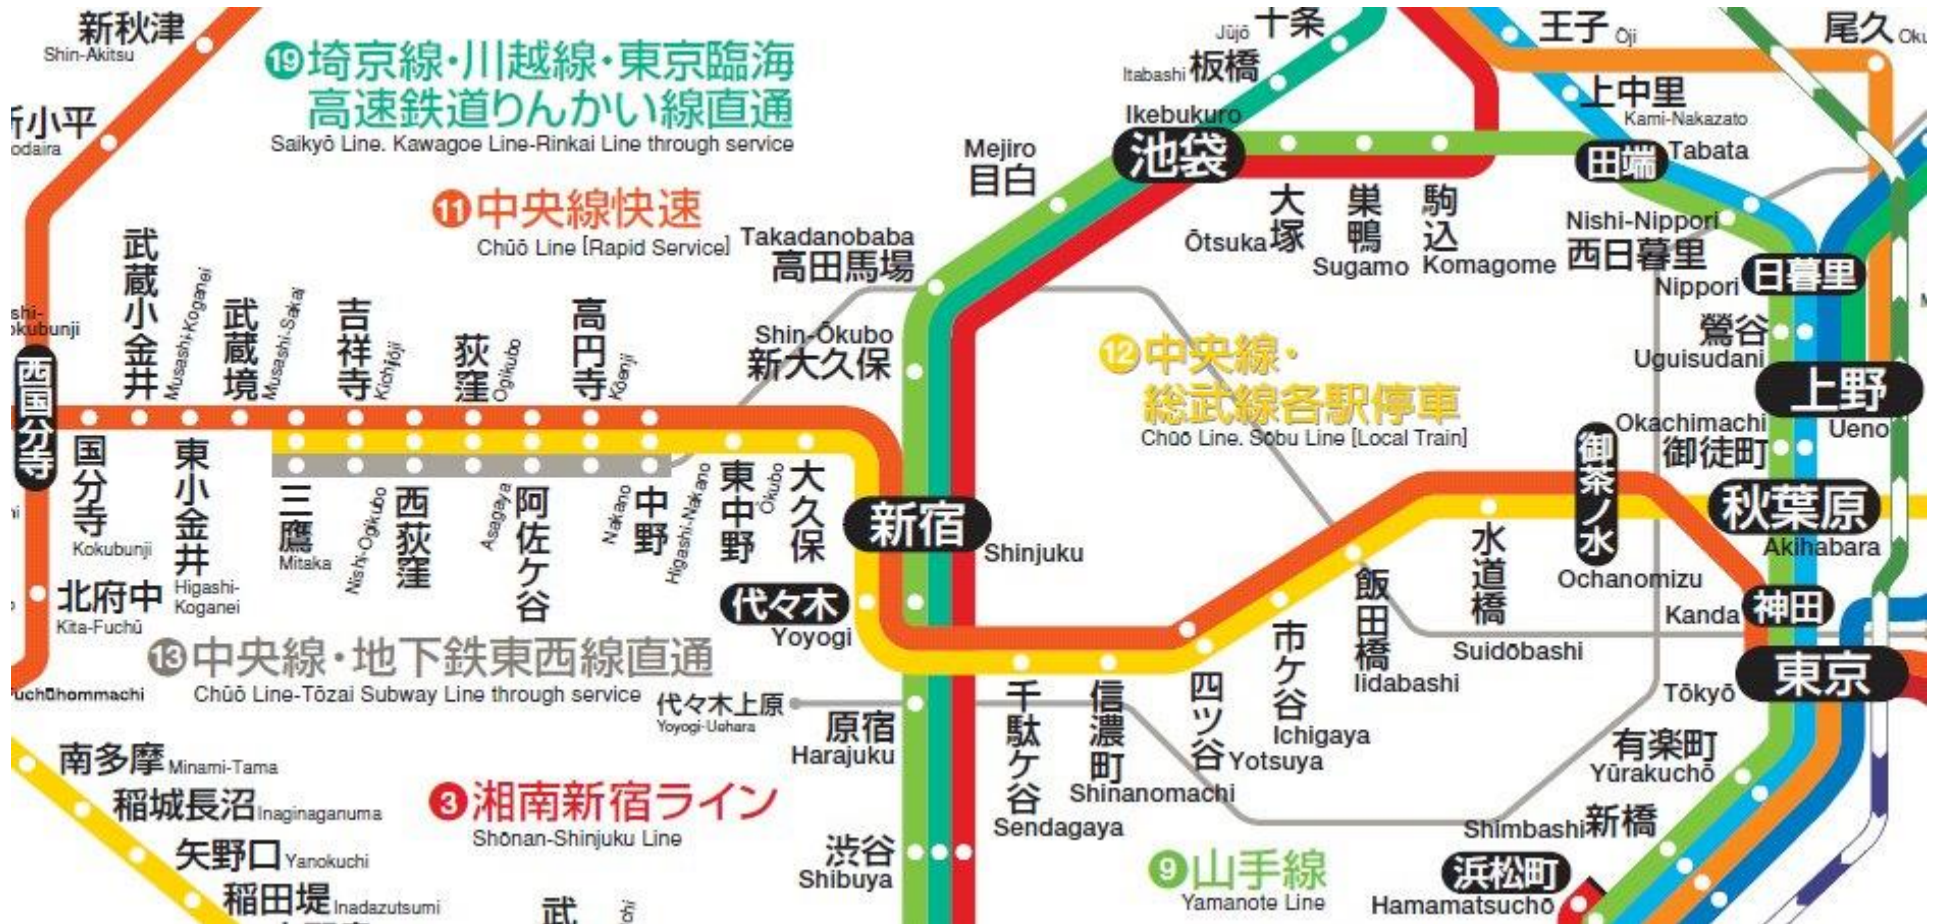 新秋津
Shin-Akitsu
小平
odaira
⑲埼京線・川越線・東京臨海
高速鉄道りんかい線直通
Saikyō Line. Kawagoe Line-Rinkai Line through service
⑪中央線快速
Chūō Line [Rapid Service]
十条
Jūjō
板橋
Itabashi
Ikebukuro
池袋
Mejiro
目白
Takadanobaba
高田馬場
Shin-Ōkubo
新大久保
王子 Ōji
尾久 Oku
上中里
Kami-Nakazato
田端
Tabata
大塚
Ōtsuka
巣鴨
Sugamo
駒込
Komagome
Nishi-Nippori
西日暮里
日暮里
Nippori
鶯谷
Uguisudani
上野
Ueno
Okachimachi
御徒町
秋葉原
Akihabara
⑫中央線・
総武線各駅停車
Chūō Line. Sōbu Line [Local Train]
shi-
okubunji
西国分寺
国分寺
Kokubunji
武蔵小金井
Musashi-Koganei
東小金井
Higashi-
Koganei
武蔵境
Musashi-Sakai
三鷹
Mitaka
吉祥寺
Kichijōji
Nishi-Ogikubo
西荻窪
荻窪
Ogikubo
Asagaya
阿佐ケ谷
高円寺
Kōenji
Nakano
中野
Higashi-Nakano
東中野
Ōkubo
大久保
新宿
Shinjuku
代々木
Yoyogi
北府中
Kita-Fuchū
⑬中央線・地下鉄東西線直通
Chūō Line-Tōzai Subway Line through service
Fuchūhommachi
代々木上原
Yoyogi-Uehara
原宿
Harajuku
千駄ケ谷
Sendagaya
信濃町
Shinanomachi
四ツ谷
Yotsuya
市ケ谷
Ichigaya
飯田橋
Iidabashi
水道橋
Suidōbashi
御茶ノ水
Ochanomizu
神田
Kanda
東京
Tōkyō
有楽町
Yūrakuchō
新橋
Shimbashi
浜松町
Hamamatsuchō
南多摩 Minami-Tama
稲城長沼 Inaginaganuma
矢野口 Yanokuchi
稲田堤 Inadazutsumi
③湘南新宿ライン
Shōnan-Shinjuku Line
渋谷
Shibuya
⑨山手線
Yamanote Line
武
chi